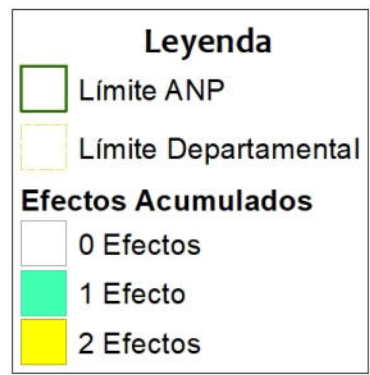 Leyenda
Límite ANP
Límite Departamental
Efectos Acumulados
0 Efectos
1 Efecto
2 Efectos